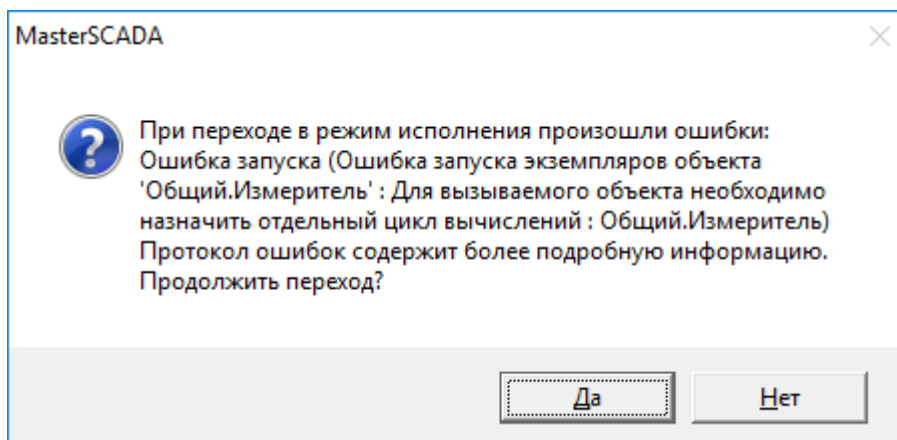 MasterSCADA
При переходе в режим исполнения произошли ошибки:
Ошибка запуска (Ошибка запуска экземпляров объекта
'Общий.Измеритель' : Для вызываемого объекта необходимо
назначить отдельный цикл вычислений : Общий.Измеритель)
Протокол ошибок содержит более подробную информацию.
Продолжить переход?
Да
Нет